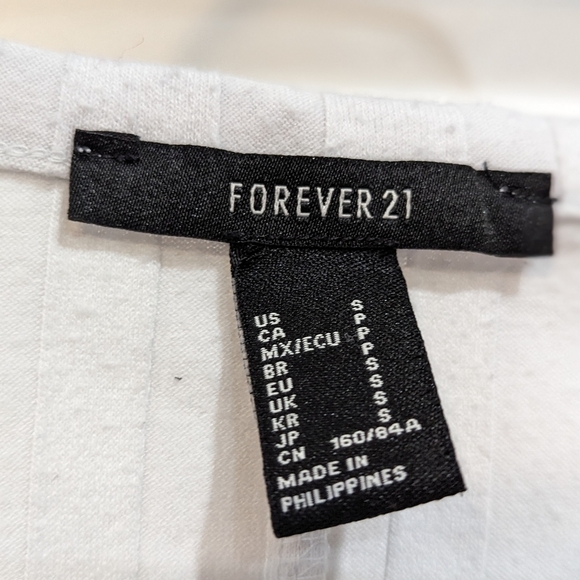 FOREVER 21
US S
CA P
MX/ECU P
BR P
EU S
UK S
KR S
JP S
CN 160/84A
MADE IN
PHILIPPINES